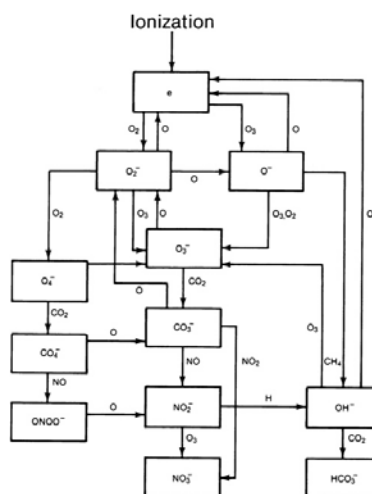 Ionization
e
O₂ O O₃ O
O₂⁻ O O⁻
O₂ O₃ O O₃,O₂ O
O₃⁻
O₄⁻ CO₂
CO₂ O O₃ CH₄
CO₄⁻ O CO₃⁻ NO₂
NO NO
ONOO⁻ O NO₂⁻ H OH⁻
O₃ CO₂
NO₃⁻ HCO₃⁻